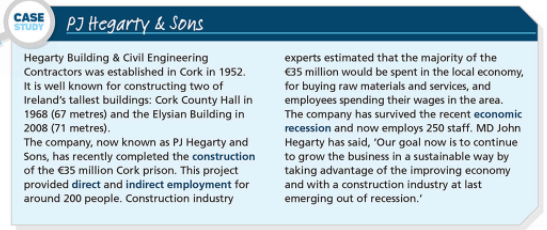 CASE
STUDY
PJ Hegarty & Sons
Hegarty Building & Civil Engineering
Contractors was established in Cork in 1952.
It is well known for constructing two of
Ireland's tallest buildings: Cork County Hall in
1968 (67 metres) and the Elysian Building in
2008 (71 metres).
The company, now known as PJ Hegarty and
Sons, has recently completed the construction
of the €35 million Cork prison. This project
provided direct and indirect employment for
around 200 people. Construction industry
experts estimated that the majority of the
€35 million would be spent in the local economy,
for buying raw materials and services, and
employees spending their wages in the area.
The company has survived the recent economic
recession and now employs 250 staff. MD John
Hegarty has said, 'Our goal now is to continue
to grow the business in a sustainable way by
taking advantage of the improving economy
and with a construction industry at last
emerging out of recession.'